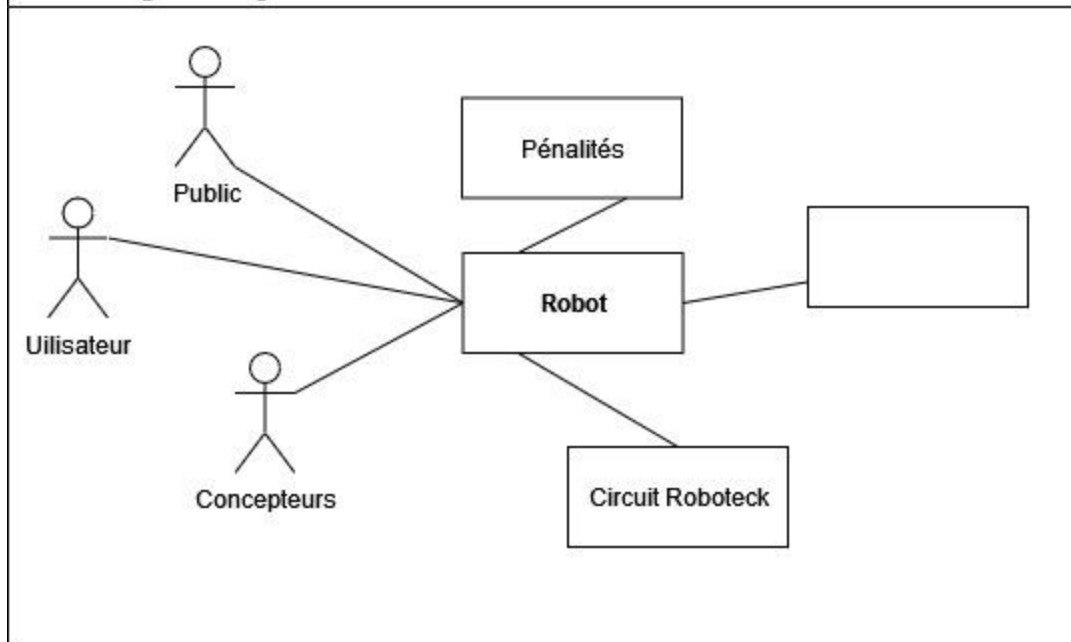 Public
Pénalités
Uilisateur
Robot
Concepteurs
Circuit Roboteck